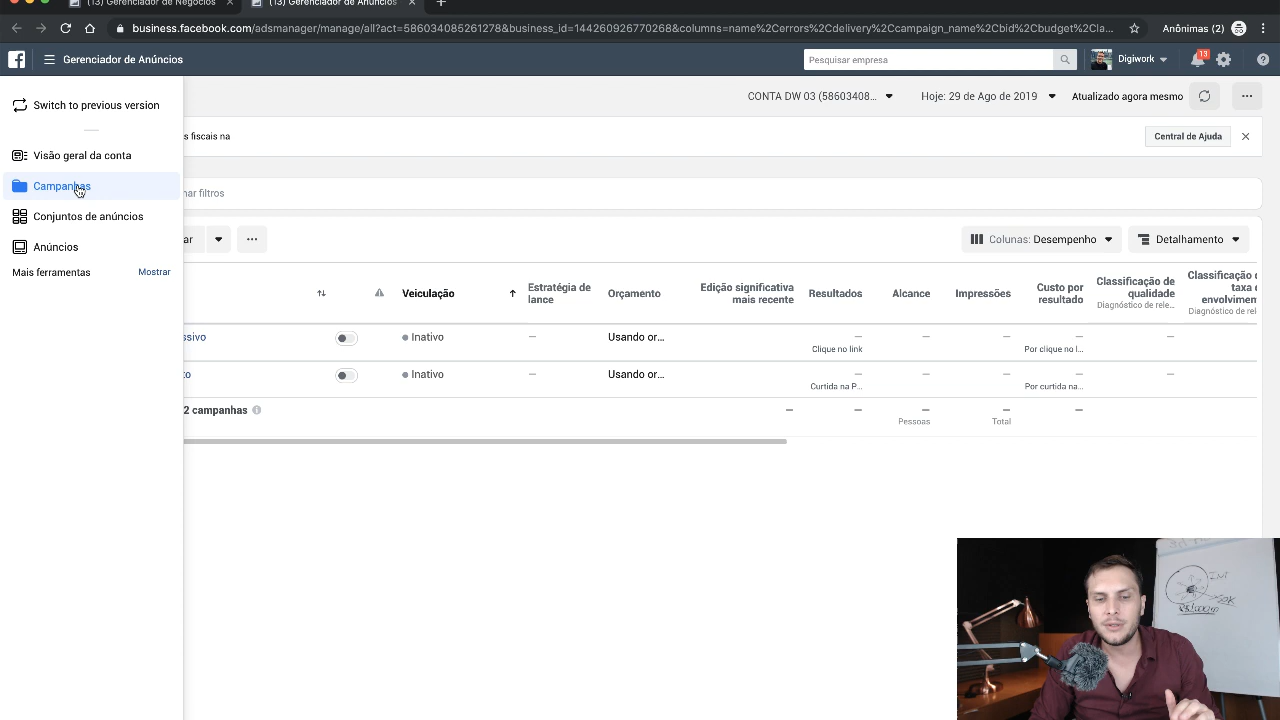 (13) Gerenciador de Negócios
(13) Gerenciador de Anúncios
business.facebook.com/adsmanager/manage/all?act=586034085261278&business_id=144260926770268&columns=name%2Cerrors%2Cdelivery%2Ccampaign_name%2Cbid%2Cbudget%2Cla...
Anônimas (2)
Gerenciador de Anúncios
Pesquisar empresa
Digiwork
13
Switch to previous version
CONTA DW 03 (58603408...
Hoje: 29 de Ago de 2019
Atualizado agora mesmo
s fiscais na
Central de Ajuda
Visão geral da conta
Campanhas
nar filtros
Conjuntos de anúncios
ar
Colunas: Desempenho
Detalhamento
Anúncios
Mais ferramentas
Mostrar
Veiculação
Estratégia de lance
Orçamento
Edição significativa mais recente
Resultados
Alcance
Impressões
Custo por resultado
Classificação de qualidade
Diagnóstico de rele...
Classificação d
taxa d
envolvimen
Diagnóstico de rel
ssivo
Inativo
—
Usando or...
—
Clique no link
—
—
—
Por clique no l...
—
to
Inativo
—
Usando or...
—
Curtida na P...
—
—
—
Por curtida na...
—
2 campanhas
—
—
—
Pessoas
—
Total
—
1M